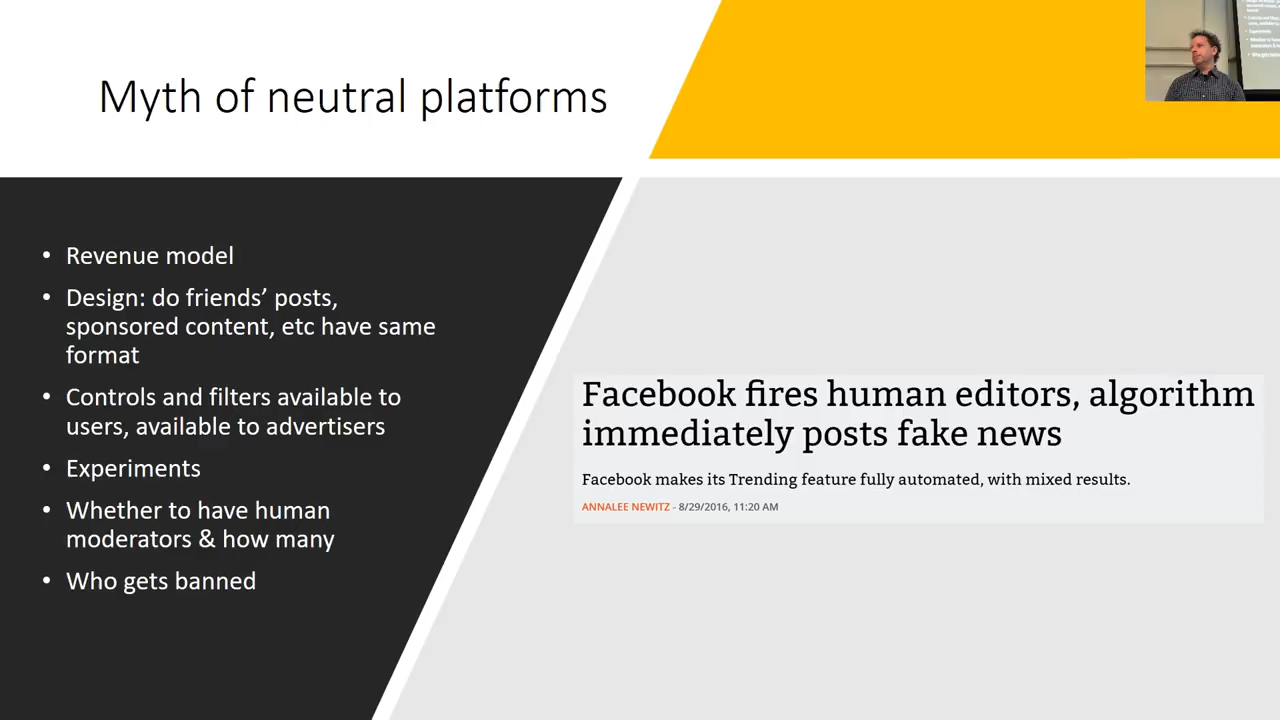 Myth of neutral platforms
• Revenue model
• Design: do friends’ posts,
sponsored content, etc have same
format
• Controls and filters available to
users, available to advertisers
• Experiments
• Whether to have human
moderators & how many
• Who gets banned
Facebook fires human editors, algorithm
immediately posts fake news
Facebook makes its Trending feature fully automated, with mixed results.
ANNALEE NEWITZ - 8/29/2016, 11:20 AM